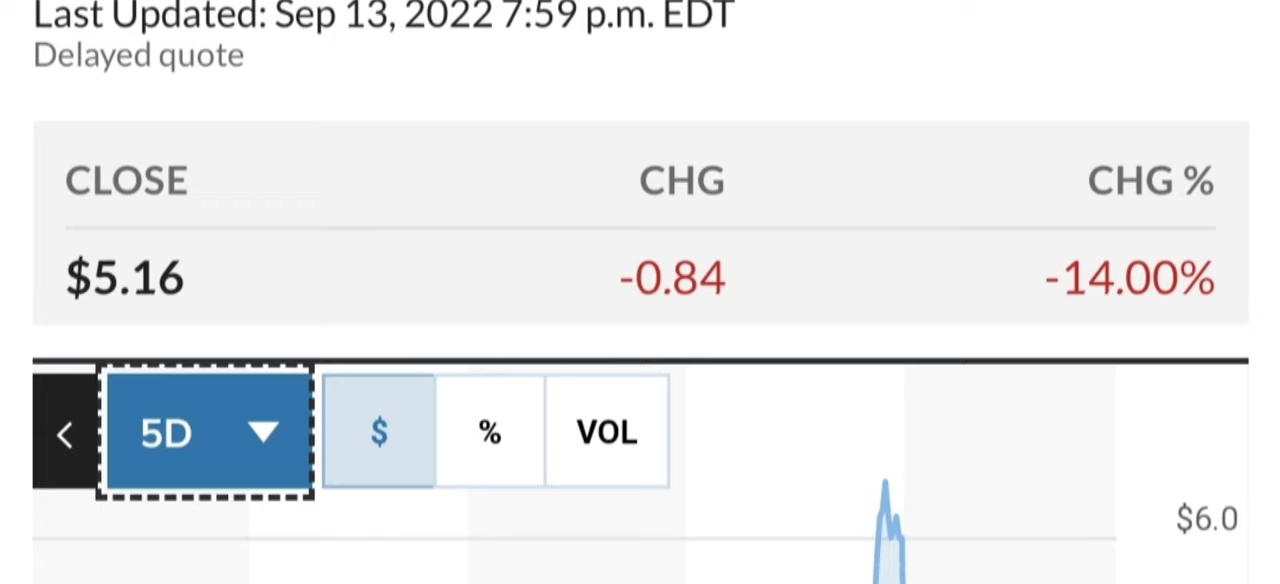 Last Updated: Sep 13, 2022 7:59 p.m. EDT
Delayed quote
CLOSE CHG CHG %
$5.16 -0.84 -14.00%
5D $ % VOL
$6.0